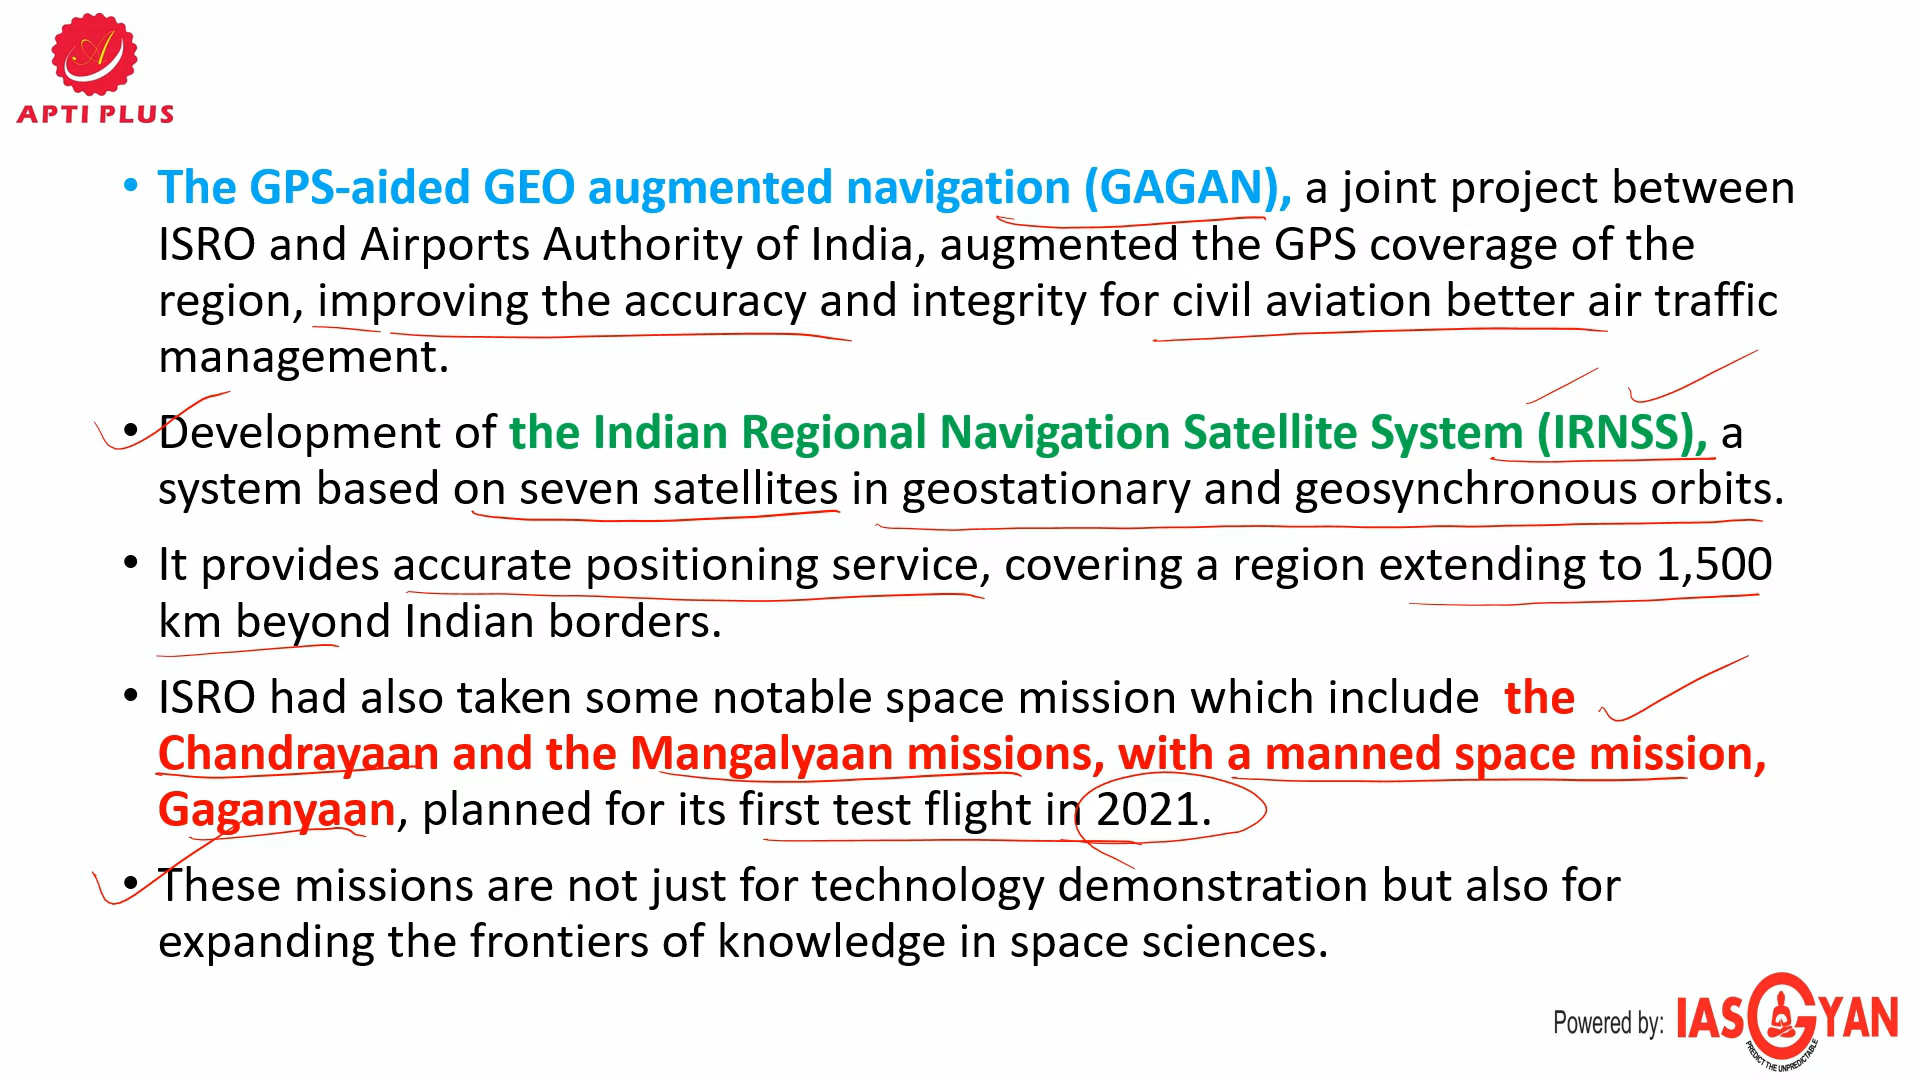 APTI PLUS
• The GPS-aided GEO augmented navigation (GAGAN), a joint project between
ISRO and Airports Authority of India, augmented the GPS coverage of the
region, improving the accuracy and integrity for civil aviation better air traffic
management.
• Development of the Indian Regional Navigation Satellite System (IRNSS), a
system based on seven satellites in geostationary and geosynchronous orbits.
• It provides accurate positioning service, covering a region extending to 1,500
km beyond Indian borders.
• ISRO had also taken some notable space mission which include the
Chandrayaan and the Mangalyaan missions, with a manned space mission,
Gaganyaan, planned for its first test flight in 2021.
• These missions are not just for technology demonstration but also for
expanding the frontiers of knowledge in space sciences.
Powered by: IAS GYAN
PREDICT THE UNPREDICTABLE